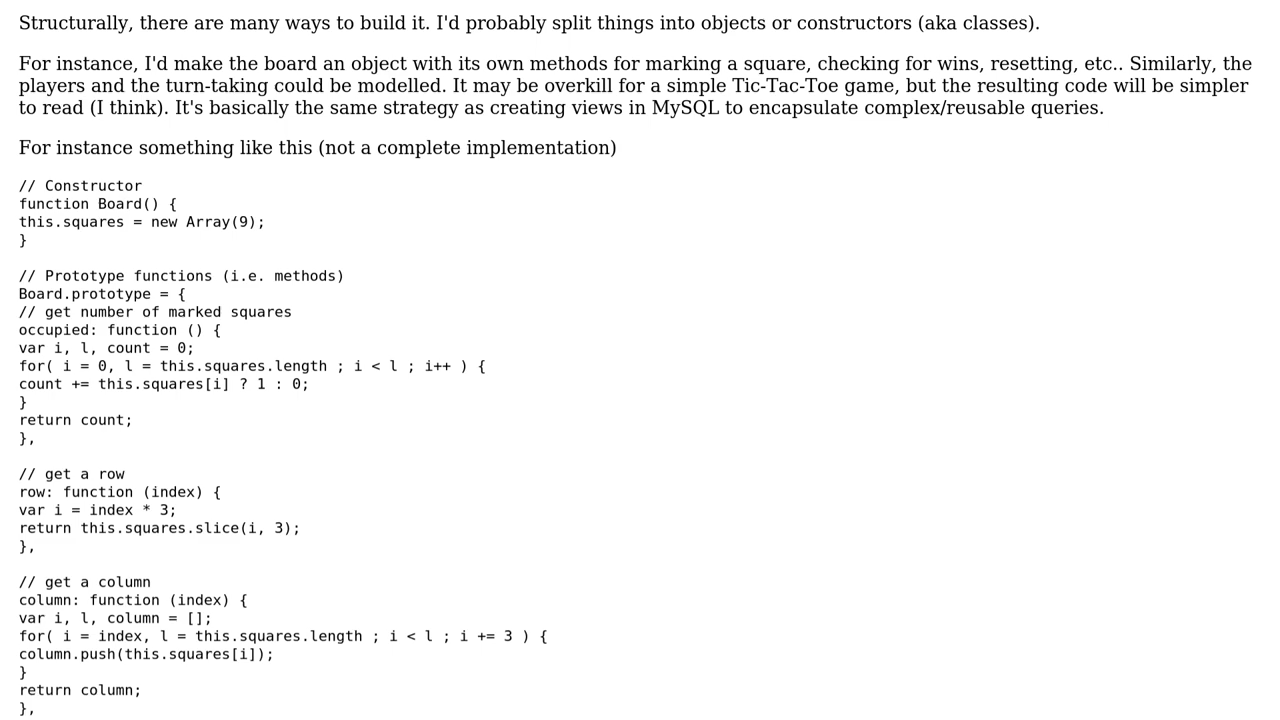 Structurally, there are many ways to build it. I'd probably split things into objects or constructors (aka classes).
For instance, I'd make the board an object with its own methods for marking a square, checking for wins, resetting, etc.. Similarly, the
players and the turn-taking could be modelled. It may be overkill for a simple Tic-Tac-Toe game, but the resulting code will be simpler
to read (I think). It's basically the same strategy as creating views in MySQL to encapsulate complex/reusable queries.
For instance something like this (not a complete implementation)
// Constructor
function Board() {
this.squares = new Array(9);
}
// Prototype functions (i.e. methods)
Board.prototype = {
// get number of marked squares
occupied: function () {
var i, l, count = 0;
for( i = 0, l = this.squares.length ; i < l ; i++ ) {
count += this.squares[i] ? 1 : 0;
}
return count;
},
// get a row
row: function (index) {
var i = index * 3;
return this.squares.slice(i, 3);
},
// get a column
column: function (index) {
var i, l, column = [];
for( i = index, l = this.squares.length ; i < l ; i += 3 ) {
column.push(this.squares[i]);
}
return column;
},